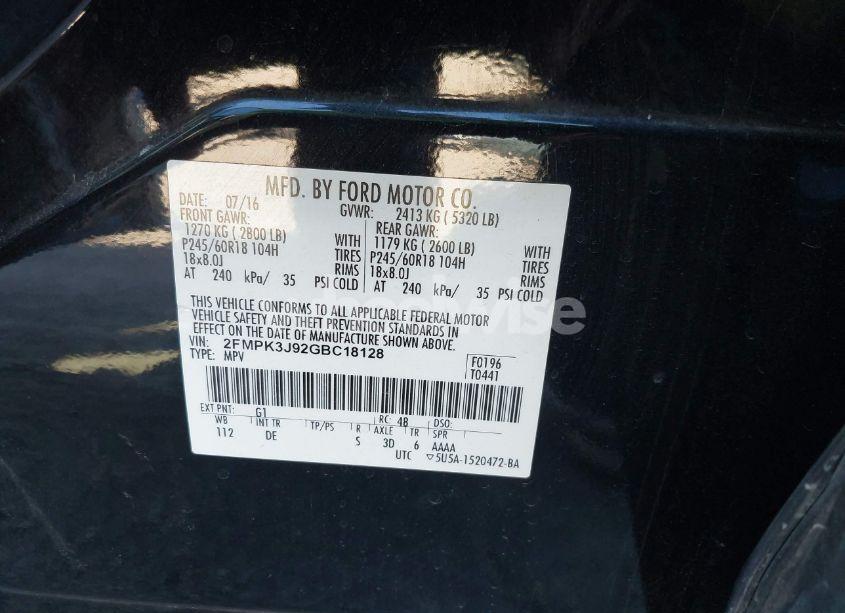 MFD. BY FORD MOTOR CO.
DATE: 07/16 GVWR: 2413 KG ( 5320 LB)
FRONT GAWR: REAR GAWR:
1270 KG ( 2800 LB) WITH 1179 KG ( 2600 LB) WITH
P245/60R18 104H TIRES P245/60R18 104H TIRES
18x8.0J RIMS 18x8.0J RIMS
AT 240 kPa/ 35 PSI COLD AT 240 kPa/ 35 PSI COLD
THIS VEHICLE CONFORMS TO ALL APPLICABLE FEDERAL MOTOR
VEHICLE SAFETY AND THEFT PREVENTION STANDARDS IN
EFFECT ON THE DATE OF MANUFACTURE SHOWN ABOVE.
VIN: 2FMPK3J92GBC18128
TYPE: MPV F0196
T0441
EXT PNT: G1 RC: 4B DSO:
WB INT TR TP/PS R AXLE TR SPR
112 DE S 3D 6 AAAA
UTC ▽5U5A-1520472-BA